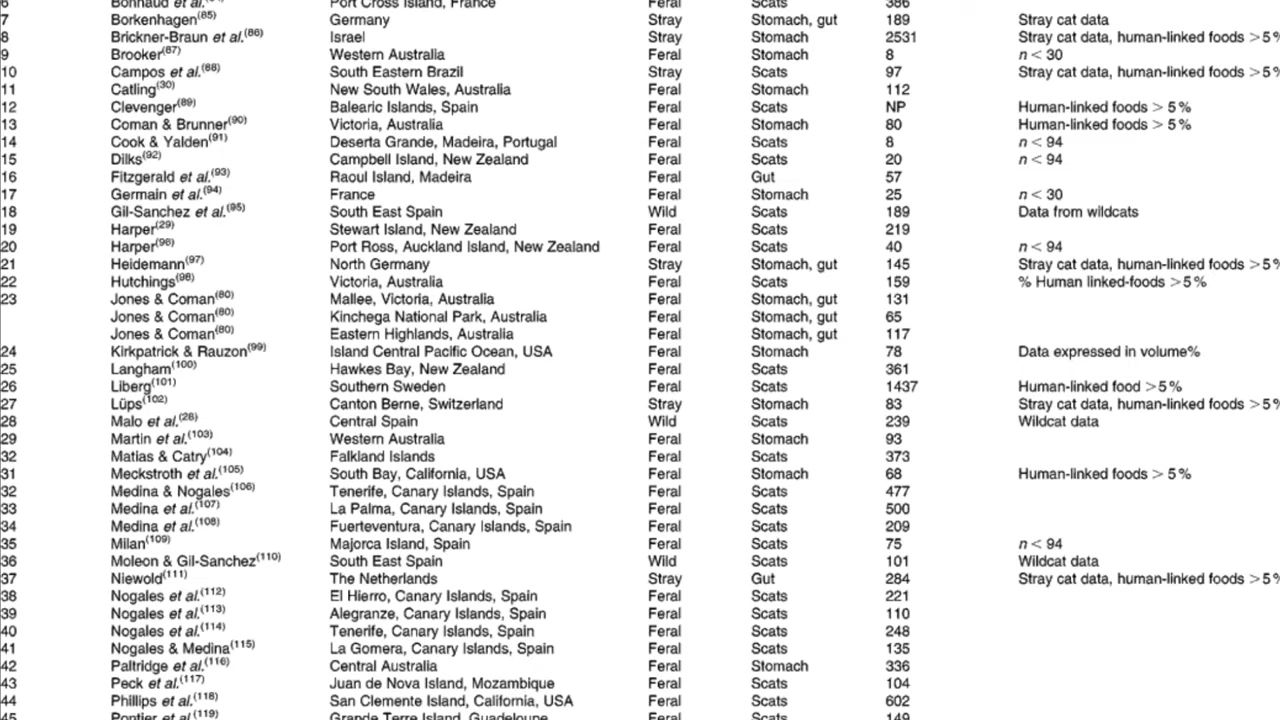 6 Bonnaud et al. Port Cross Island, France Feral Scats 386
7 Borkenhagen(85) Germany Stray Stomach, gut 189 Stray cat data
8 Brickner-Braun et al.(86) Israel Stray Stomach 2531 Stray cat data, human-linked foods >5%
9 Brooker(87) Western Australia Feral Stomach 8 n < 30
10 Campos et al.(88) South Eastern Brazil Stray Scats 97 Stray cat data, human-linked foods >5%
11 Catling(30) New South Wales, Australia Feral Stomach 112
12 Clevenger(89) Balearic Islands, Spain Feral Scats NP Human-linked foods > 5%
13 Coman & Brunner(90) Victoria, Australia Feral Stomach 80 Human-linked foods > 5%
14 Cook & Yalden(91) Deserta Grande, Madeira, Portugal Feral Scats 8 n < 94
15 Dilks(92) Campbell Island, New Zealand Feral Scats 20 n < 94
16 Fitzgerald et al.(93) Raoul Island, Madeira Feral Gut 57
17 Germain et al.(94) France Feral Stomach 25 n < 30
18 Gil-Sanchez et al.(95) South East Spain Wild Scats 189 Data from wildcats
19 Harper(29) Stewart Island, New Zealand Feral Scats 219
20 Harper(96) Port Ross, Auckland Island, New Zealand Feral Scats 40 n < 94
21 Heidemann(97) North Germany Stray Stomach, gut 145 Stray cat data, human-linked foods >5%
22 Hutchings(98) Victoria, Australia Feral Scats 159 % Human linked-foods >5%
23 Jones & Coman(80) Mallee, Victoria, Australia Feral Stomach, gut 131
Jones & Coman(80) Kinchega National Park, Australia Feral Stomach, gut 65
Jones & Coman(80) Eastern Highlands, Australia Feral Stomach, gut 117
24 Kirkpatrick & Rauzon(99) Island Central Pacific Ocean, USA Feral Stomach 78 Data expressed in volume%
25 Langham(100) Hawkes Bay, New Zealand Feral Scats 361
26 Liberg(101) Southern Sweden Feral Scats 1437 Human-linked food >5%
27 Lüps(102) Canton Berne, Switzerland Stray Stomach 83 Stray cat data, human-linked foods >5%
28 Malo et al.(28) Central Spain Wild Scats 239 Wildcat data
29 Martin et al.(103) Western Australia Feral Stomach 93
32 Matias & Catry(104) Falkland Islands Feral Scats 373
31 Meckstroth et al.(105) South Bay, California, USA Feral Stomach 68 Human-linked foods > 5%
32 Medina & Nogales(106) Tenerife, Canary Islands, Spain Feral Scats 477
33 Medina et al.(107) La Palma, Canary Islands, Spain Feral Scats 500
34 Medina et al.(108) Fuerteventura, Canary Islands, Spain Feral Scats 209
35 Milan(109) Majorca Island, Spain Feral Scats 75 n < 94
36 Moleon & Gil-Sanchez(110) South East Spain Wild Scats 101 Wildcat data
37 Niewold(111) The Netherlands Stray Gut 284 Stray cat data, human-linked foods >5%
38 Nogales et al.(112) El Hierro, Canary Islands, Spain Feral Scats 221
39 Nogales et al.(113) Alegranze, Canary Islands, Spain Feral Scats 110
40 Nogales et al.(114) Tenerife, Canary Islands, Spain Feral Scats 248
41 Nogales & Medina(115) La Gomera, Canary Islands, Spain Feral Scats 135
42 Paltridge et al.(116) Central Australia Feral Stomach 336
43 Peck et al.(117) Juan de Nova Island, Mozambique Feral Scats 104
44 Phillips et al.(118) San Clemente Island, California, USA Feral Scats 602
45 Pontier et al.(119) Grande Terre Island, Guadeloupe Feral Scats 149